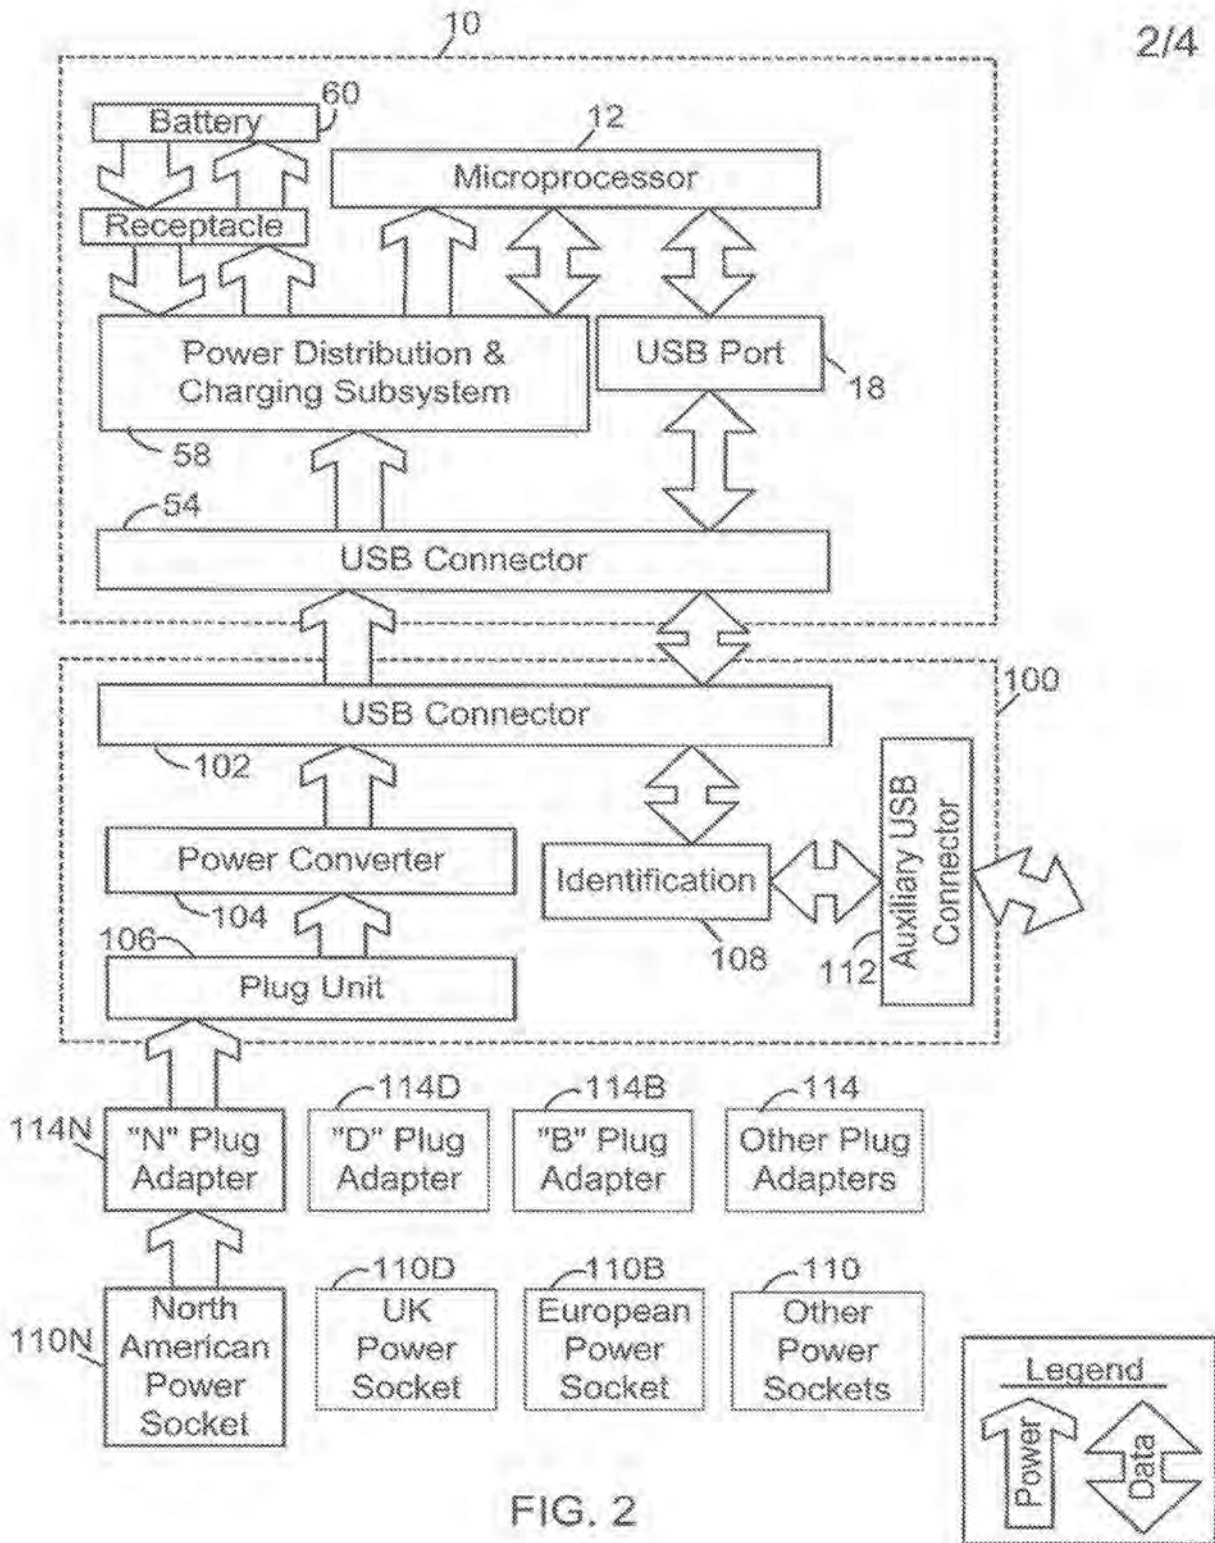 10
2/4
Battery
60
12
Microprocessor
Receptacle
Power Distribution &
Charging Subsystem
USB Port
18
58
54
USB Connector
USB Connector
100
102
Power Converter
104
Identification
108
Auxiliary USB
Connector
112
106
Plug Unit
114N
"N" Plug
Adapter
114D
"D" Plug
Adapter
114B
"B" Plug
Adapter
114
Other Plug
Adapters
110N
North
American
Power
Socket
110D
UK
Power
Socket
110B
European
Power
Socket
110
Other
Power
Sockets
Legend
Power
Data
FIG. 2